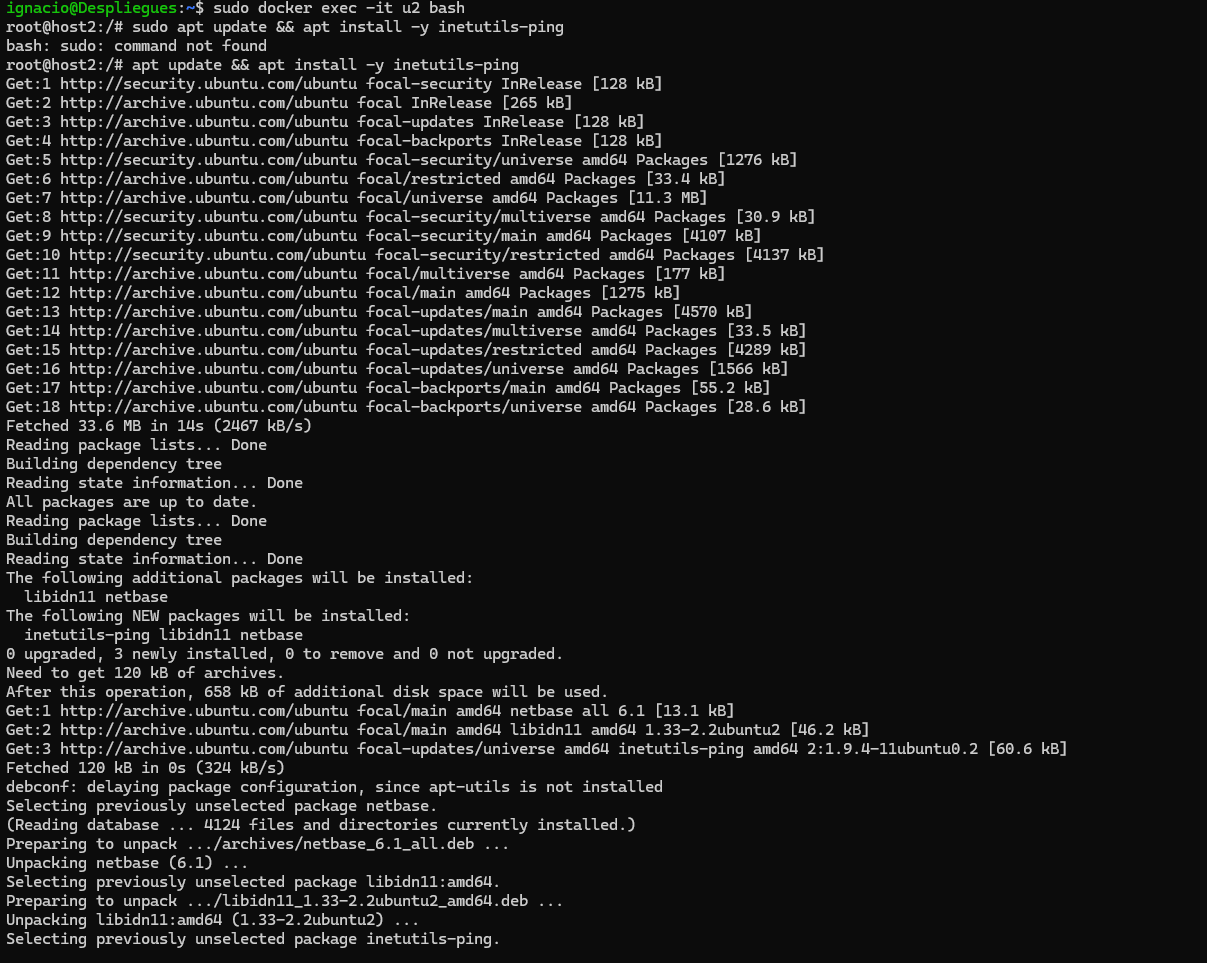 ignacio@Despliegues:~$ sudo docker exec -it u2 bash
root@host2:/# sudo apt update && apt install -y inetutils-ping
bash: sudo: command not found
root@host2:/# apt update && apt install -y inetutils-ping
Get:1 http://security.ubuntu.com/ubuntu focal-security InRelease [128 kB]
Get:2 http://archive.ubuntu.com/ubuntu focal InRelease [265 kB]
Get:3 http://archive.ubuntu.com/ubuntu focal-updates InRelease [128 kB]
Get:4 http://archive.ubuntu.com/ubuntu focal-backports InRelease [128 kB]
Get:5 http://security.ubuntu.com/ubuntu focal-security/universe amd64 Packages [1276 kB]
Get:6 http://archive.ubuntu.com/ubuntu focal/restricted amd64 Packages [33.4 kB]
Get:7 http://archive.ubuntu.com/ubuntu focal/universe amd64 Packages [11.3 MB]
Get:8 http://security.ubuntu.com/ubuntu focal-security/multiverse amd64 Packages [30.9 kB]
Get:9 http://security.ubuntu.com/ubuntu focal-security/main amd64 Packages [4107 kB]
Get:10 http://security.ubuntu.com/ubuntu focal-security/restricted amd64 Packages [4137 kB]
Get:11 http://archive.ubuntu.com/ubuntu focal/multiverse amd64 Packages [177 kB]
Get:12 http://archive.ubuntu.com/ubuntu focal/main amd64 Packages [1275 kB]
Get:13 http://archive.ubuntu.com/ubuntu focal-updates/main amd64 Packages [4570 kB]
Get:14 http://archive.ubuntu.com/ubuntu focal-updates/multiverse amd64 Packages [33.5 kB]
Get:15 http://archive.ubuntu.com/ubuntu focal-updates/restricted amd64 Packages [4289 kB]
Get:16 http://archive.ubuntu.com/ubuntu focal-updates/universe amd64 Packages [1566 kB]
Get:17 http://archive.ubuntu.com/ubuntu focal-backports/main amd64 Packages [55.2 kB]
Get:18 http://archive.ubuntu.com/ubuntu focal-backports/universe amd64 Packages [28.6 kB]
Fetched 33.6 MB in 14s (2467 kB/s)
Reading package lists... Done
Building dependency tree
Reading state information... Done
All packages are up to date.
Reading package lists... Done
Building dependency tree
Reading state information... Done
The following additional packages will be installed:
  libidn11 netbase
The following NEW packages will be installed:
  inetutils-ping libidn11 netbase
0 upgraded, 3 newly installed, 0 to remove and 0 not upgraded.
Need to get 120 kB of archives.
After this operation, 658 kB of additional disk space will be used.
Get:1 http://archive.ubuntu.com/ubuntu focal/main amd64 netbase all 6.1 [13.1 kB]
Get:2 http://archive.ubuntu.com/ubuntu focal/main amd64 libidn11 amd64 1.33-2.2ubuntu2 [46.2 kB]
Get:3 http://archive.ubuntu.com/ubuntu focal-updates/universe amd64 inetutils-ping amd64 2:1.9.4-11ubuntu0.2 [60.6 kB]
Fetched 120 kB in 0s (324 kB/s)
debconf: delaying package configuration, since apt-utils is not installed
Selecting previously unselected package netbase.
(Reading database ... 4124 files and directories currently installed.)
Preparing to unpack .../archives/netbase_6.1_all.deb ...
Unpacking netbase (6.1) ...
Selecting previously unselected package libidn11:amd64.
Preparing to unpack .../libidn11_1.33-2.2ubuntu2_amd64.deb ...
Unpacking libidn11:amd64 (1.33-2.2ubuntu2) ...
Selecting previously unselected package inetutils-ping.